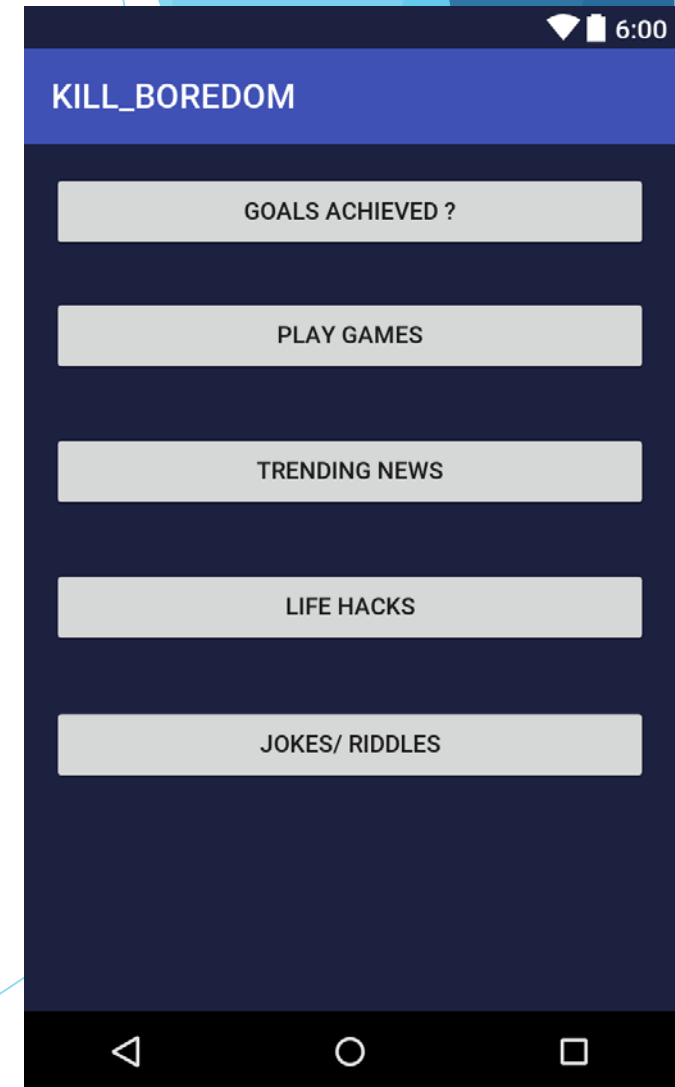 6:00
KILL_BOREDOM
GOALS ACHIEVED ?
PLAY GAMES
TRENDING NEWS
LIFE HACKS
JOKES/ RIDDLES